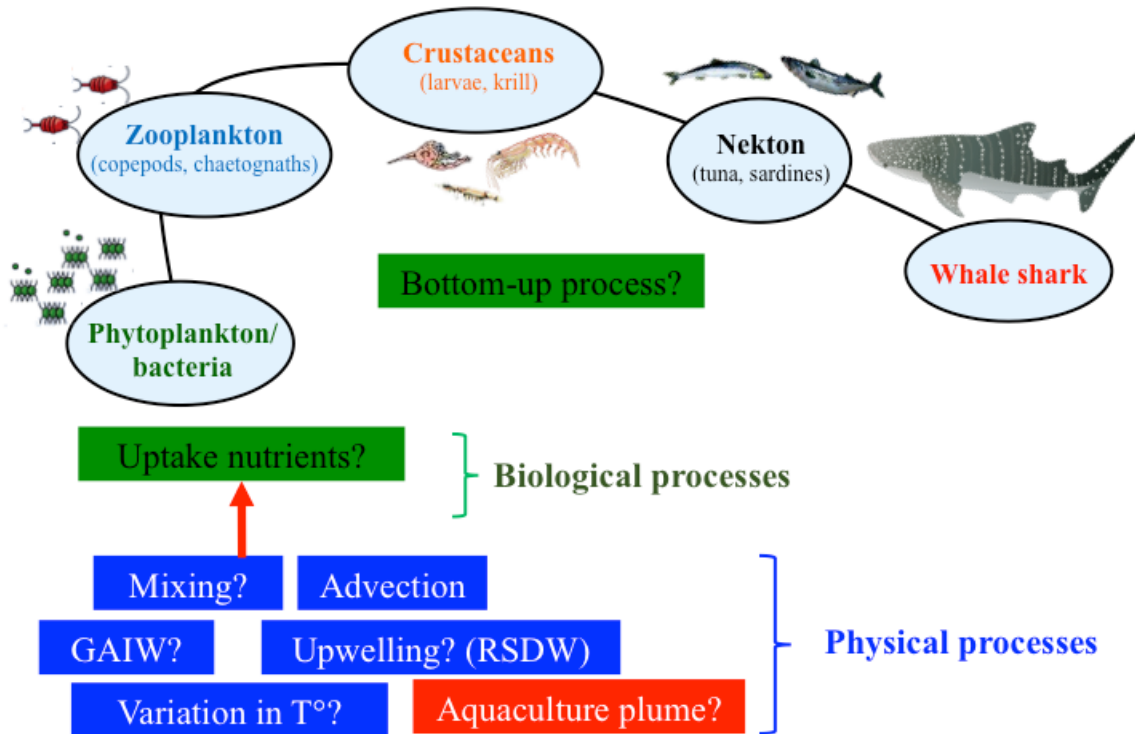 Crustaceans
(larvae, krill)
Zooplankton
(copepods, chaetognaths)
Nekton
(tuna, sardines)
Whale shark
Bottom-up process?
Phytoplankton/
bacteria
Uptake nutrients?
Biological processes
Mixing?
Advection
GAIW?
Upwelling? (RSDW)
Physical processes
Variation in T°?
Aquaculture plume?